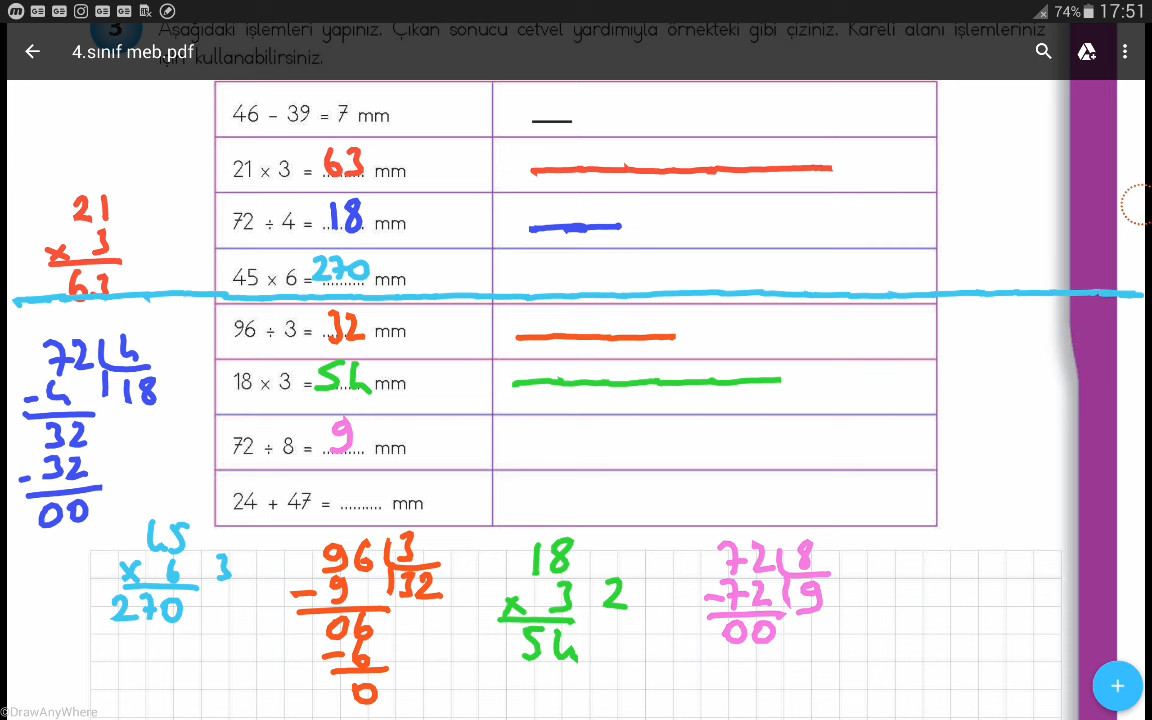 74% 17:51
3 Aşağıdaki işlemleri yapınız. Çıkan sonucu cetvel yardımıyla örnekteki gibi çiziniz. Kareli alanı işlemleriniz
için kullanabilirsiniz.
4.sınıf meb.pdf
46 - 39 = 7 mm
21 x 3 = 63 mm
72 ÷ 4 = 18 mm
45 x 6 = 270 mm
96 ÷ 3 = 32 mm
18 x 3 = 54 mm
72 ÷ 8 = 9 mm
24 + 47 = .......... mm
21
x 3
63
72 4
- 4 18
32
- 32
00
45
x 6 3
270
96 3
- 9 32
06
- 6
0
18
x 3 2
54
72 8
- 72 9
00
©DrawAnyWhere